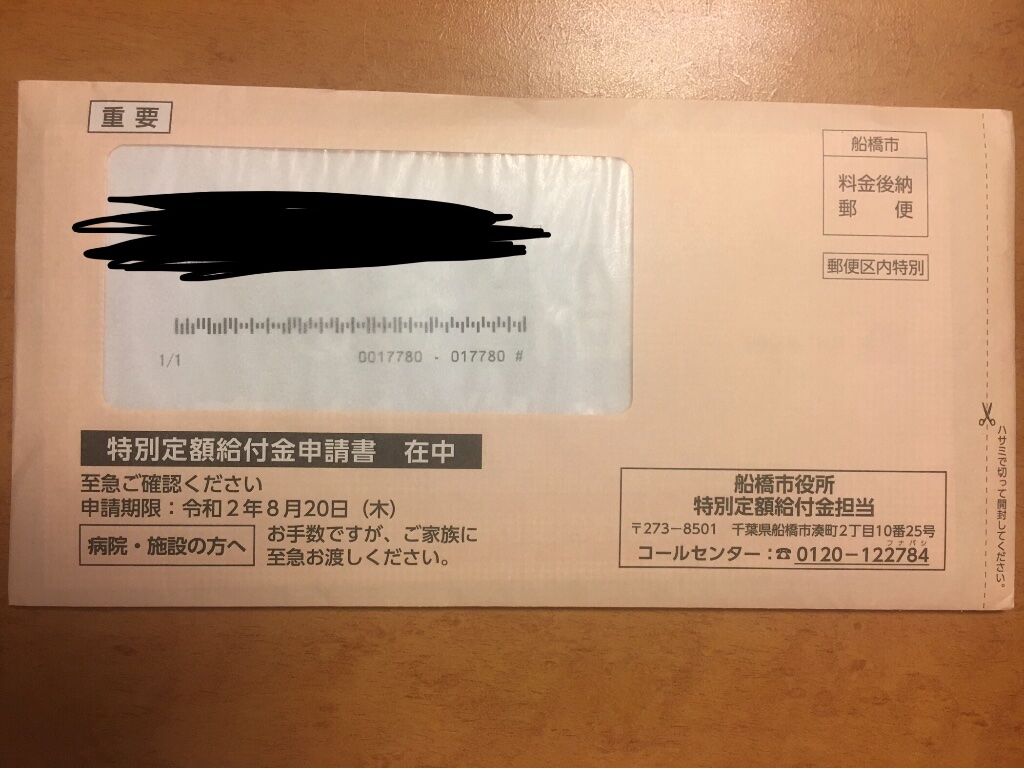 重要
船橋市
料金後納
郵 便
郵便区内特別
1/1 0017780 - 017780 #
特別定額給付金申請書 在中
至急ご確認ください
申請期限：令和2年8月20日（木）
病院・施設の方へ
お手数ですが、ご家族に
至急お渡しください。
船橋市役所
特別定額給付金担当
〒273－8501 千葉県船橋市湊町2丁目10番25号
フナバシ
コールセンター：☎0120－122784
ハサミで切って開封してください。